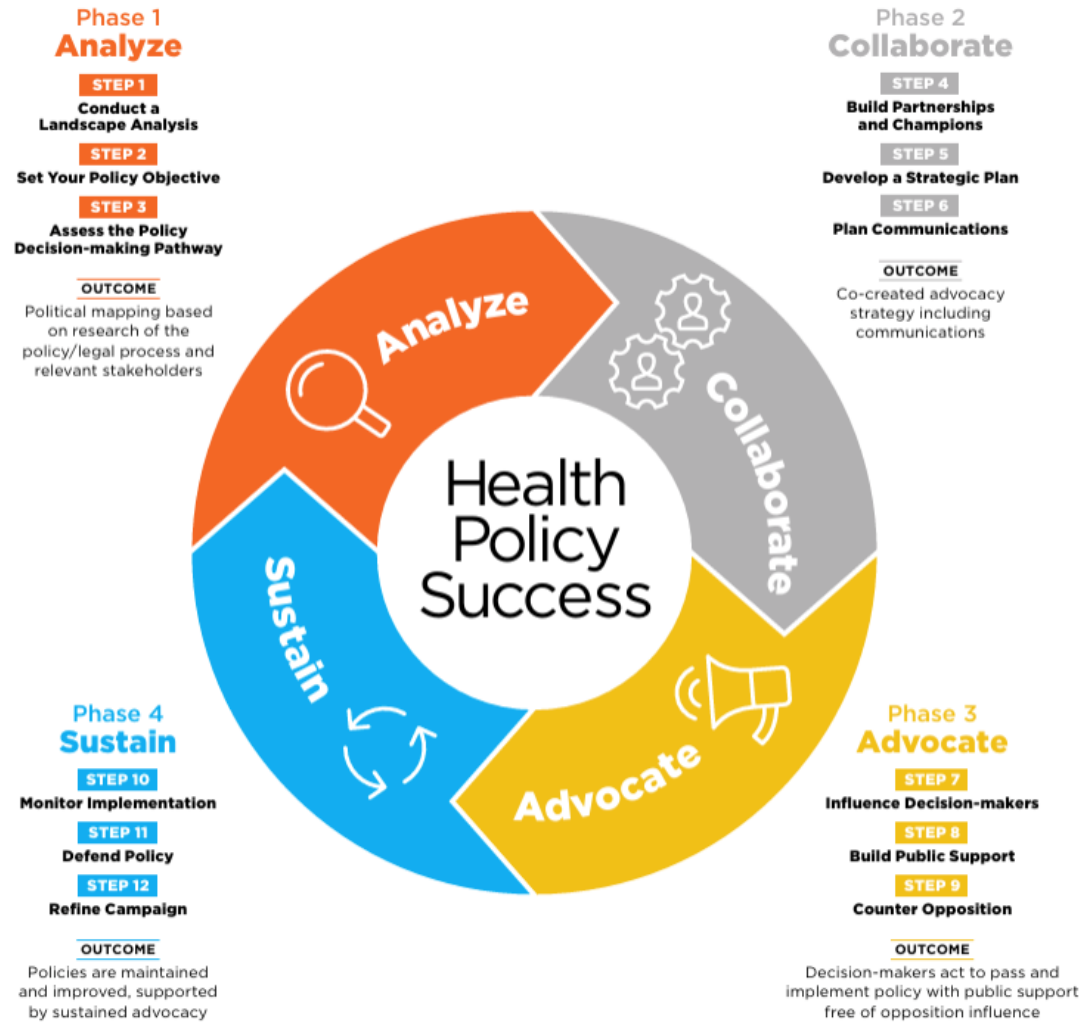 Phase 1
Analyze
STEP 1
Conduct a
Landscape Analysis
STEP 2
Set Your Policy Objective
STEP 3
Assess the Policy
Decision-making Pathway
OUTCOME
Political mapping based
on research of the
policy/legal process and
relevant stakeholders
Phase 2
Collaborate
STEP 4
Build Partnerships
and Champions
STEP 5
Develop a Strategic Plan
STEP 6
Plan Communications
OUTCOME
Co-created advocacy
strategy including
communications
Analyze
Collaborate
Health
Policy
Success
Sustain
Advocate
Phase 4
Sustain
STEP 10
Monitor Implementation
STEP 11
Defend Policy
STEP 12
Refine Campaign
OUTCOME
Policies are maintained
and improved, supported
by sustained advocacy
Phase 3
Advocate
STEP 7
Influence Decision-makers
STEP 8
Build Public Support
STEP 9
Counter Opposition
OUTCOME
Decision-makers act to pass and
implement policy with public support
free of opposition influence